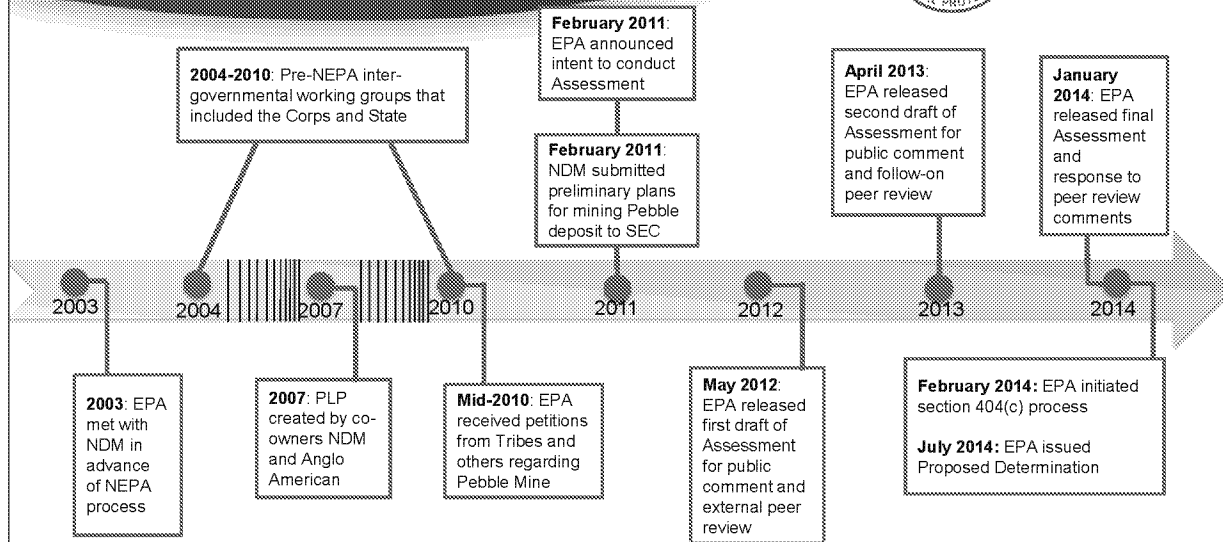 February 2011:
EPA announced
intent to conduct
Assessment
2004-2010: Pre-NEPA inter-
governmental working groups that
included the Corps and State
April 2013:
EPA released
second draft of
Assessment for
public comment
and follow-on
peer review
January
2014: EPA
released final
Assessment
and
response to
peer review
comments
February 2011:
NDM submitted
preliminary plans
for mining Pebble
deposit to SEC
2003
2004
2007
2010
2011
2012
2013
2014
2003: EPA
met with
NDM in
advance
of NEPA
process
2007: PLP
created by co-
owners NDM
and Anglo
American
Mid-2010: EPA
received petitions
from Tribes and
others regarding
Pebble Mine
May 2012:
EPA released
first draft of
Assessment
for public
comment and
external peer
review
February 2014: EPA initiated
section 404(c) process
July 2014: EPA issued
Proposed Determination